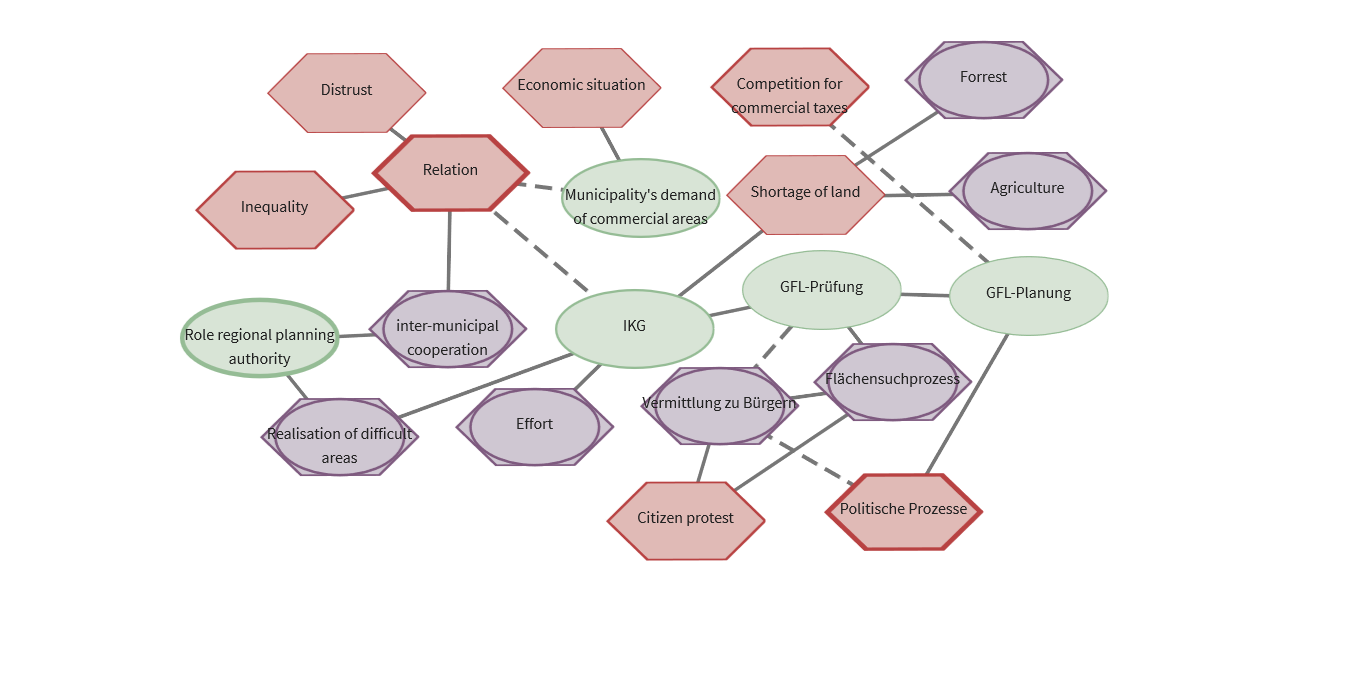 Distrust
Economic situation
Competition for
commercial taxes
Forrest
Relation
Inequality
Municipality's demand
of commercial areas
Shortage of land
Agriculture
GFL-Prüfung
GFL-Planung
Role regional planning
authority
inter-municipal
cooperation
IKG
Flächensuchprozess
Vermittlung zu Bürgern
Realisation of difficult
areas
Effort
Citizen protest
Politische Prozesse